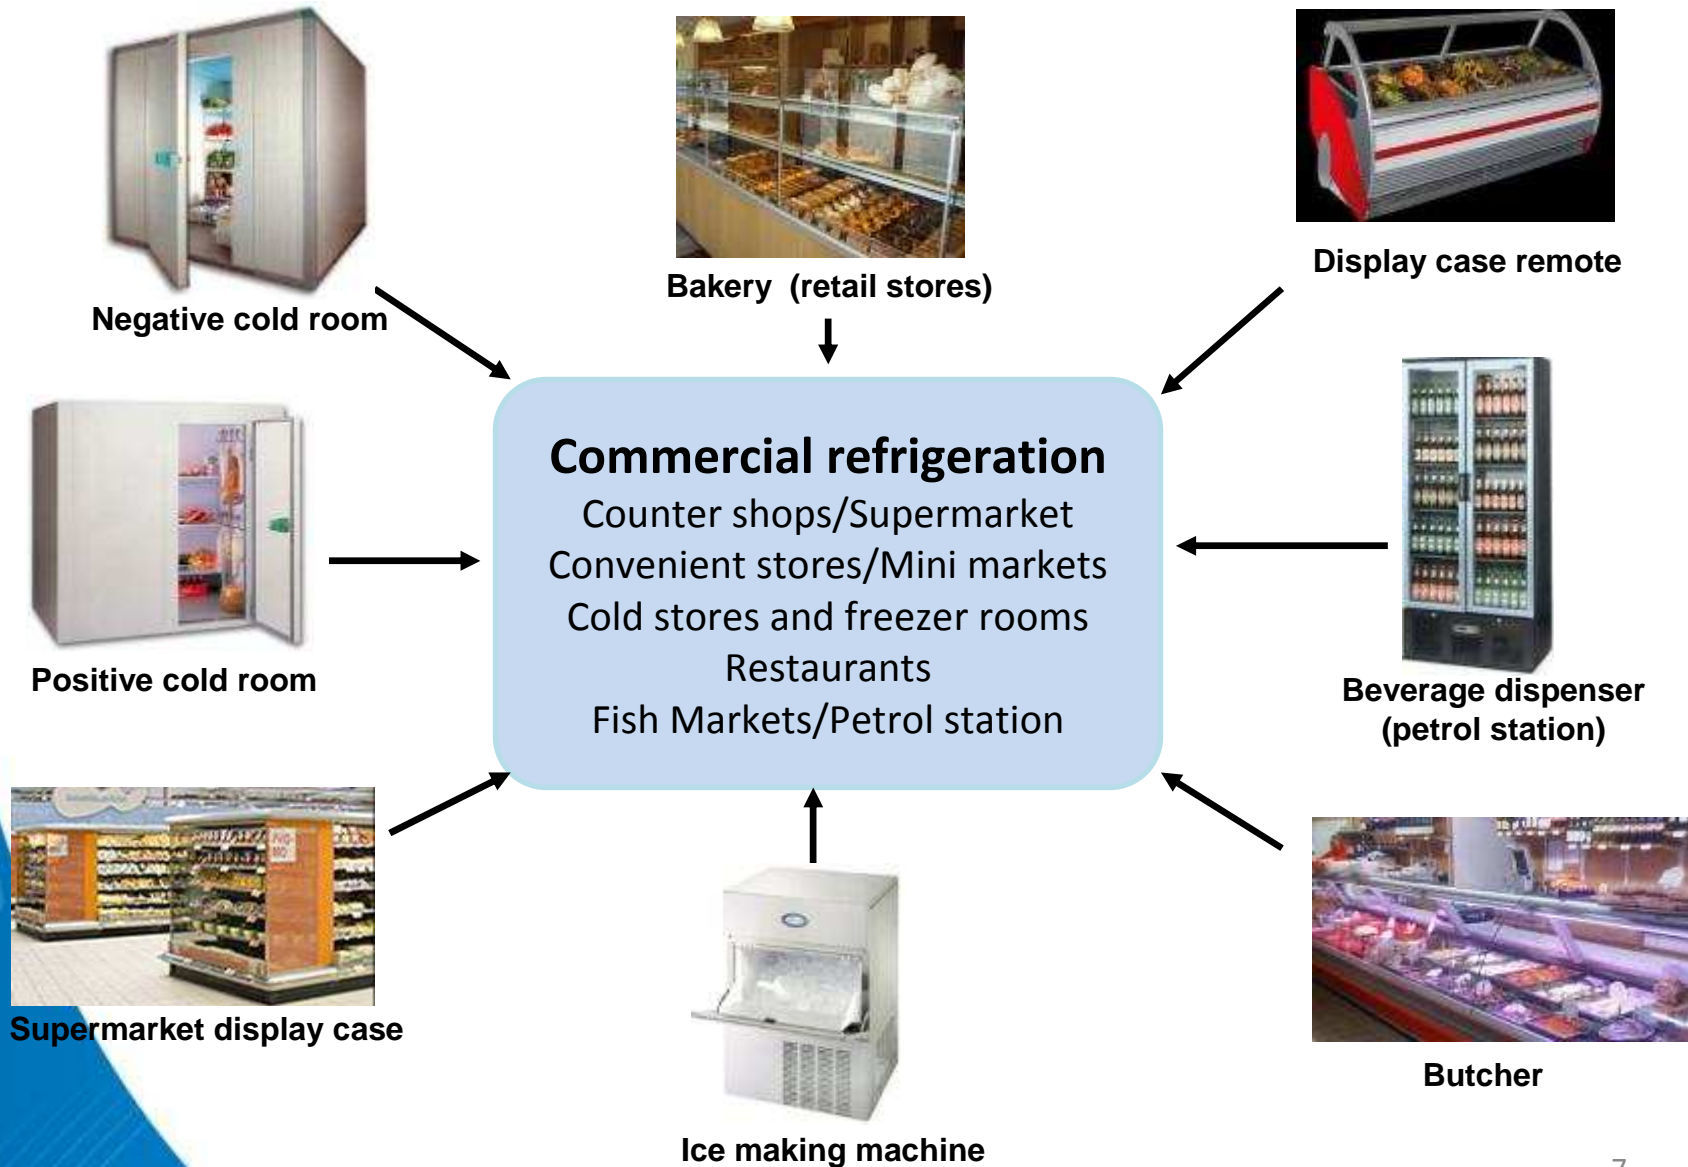 Negative cold room
Bakery  (retail stores)
Display case remote
Commercial refrigeration
Counter shops/Supermarket
Convenient stores/Mini markets
Cold stores and freezer rooms
Restaurants
Fish Markets/Petrol station
Positive cold room
Beverage dispenser
(petrol station)
Supermarket display case
Butcher
Ice making machine
7